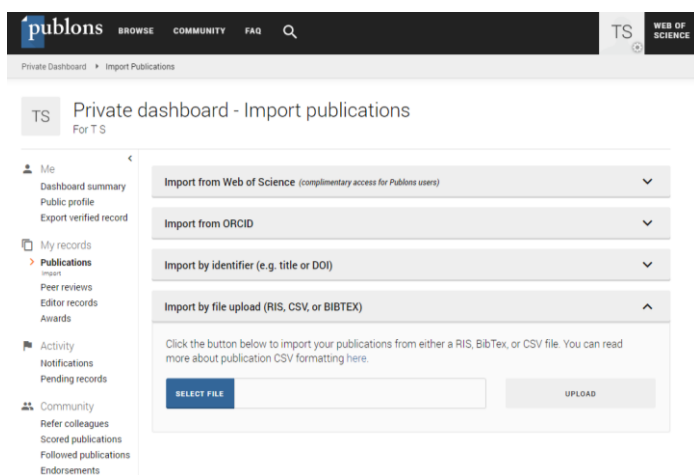 publons BROWSE COMMUNITY FAQ TS WEB OF SCIENCE
Private Dashboard Import Publications
TS
Private dashboard - Import publications
For T S
Me
Dashboard summary
Public profile
Export verified record
My records
Publications
Import
Peer reviews
Editor records
Awards
Activity
Notifications
Pending records
Community
Refer colleagues
Scored publications
Followed publications
Endorsements
Import from Web of Science (complimentary access for Publons users)
Import from ORCID
Import by identifier (e.g. title or DOI)
Import by file upload (RIS, CSV, or BIBTEX)
Click the button below to import your publications from either a RIS, BibTex, or CSV file. You can read
more about publication CSV formatting here.
SELECT FILE UPLOAD